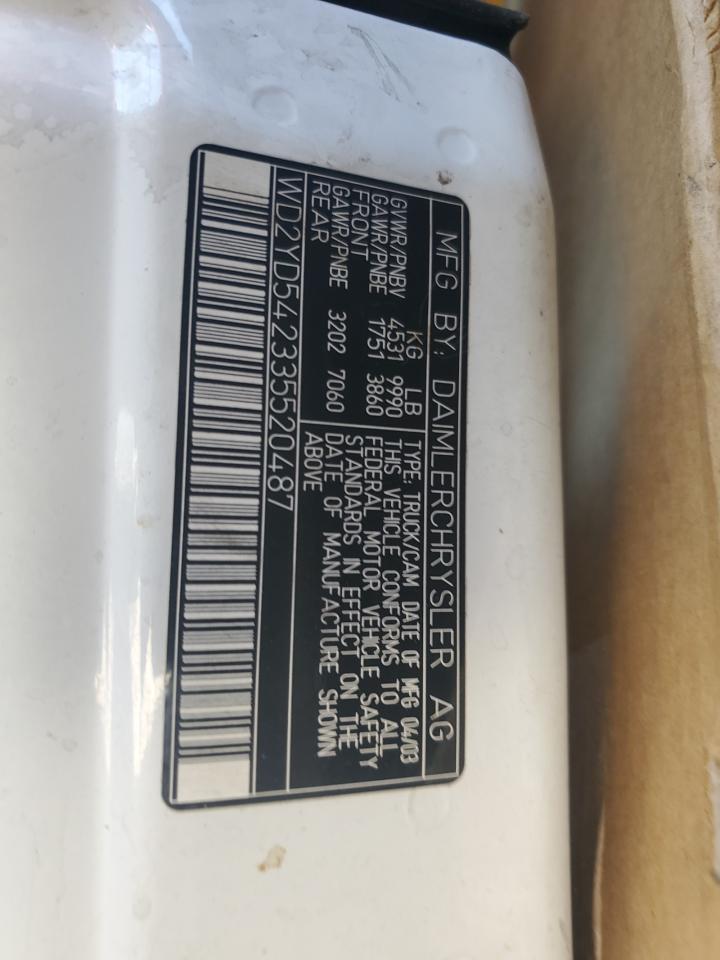 MFG BY: DAIMLERCHRYSLER AG
KG LB
GVWR/PNBV 4531 9990
GAWR/PNBE 1751 3860
FRONT
GAWR/PNBE 3202 7060
REAR
TYPE: TRUCK/CAM DATE OF MFG 04/03
THIS VEHICLE CONFORMS TO ALL
FEDERAL MOTOR VEHICLE SAFETY
STANDARDS IN EFFECT ON THE
DATE OF MANUFACTURE SHOWN
ABOVE
WD2YD542335520487